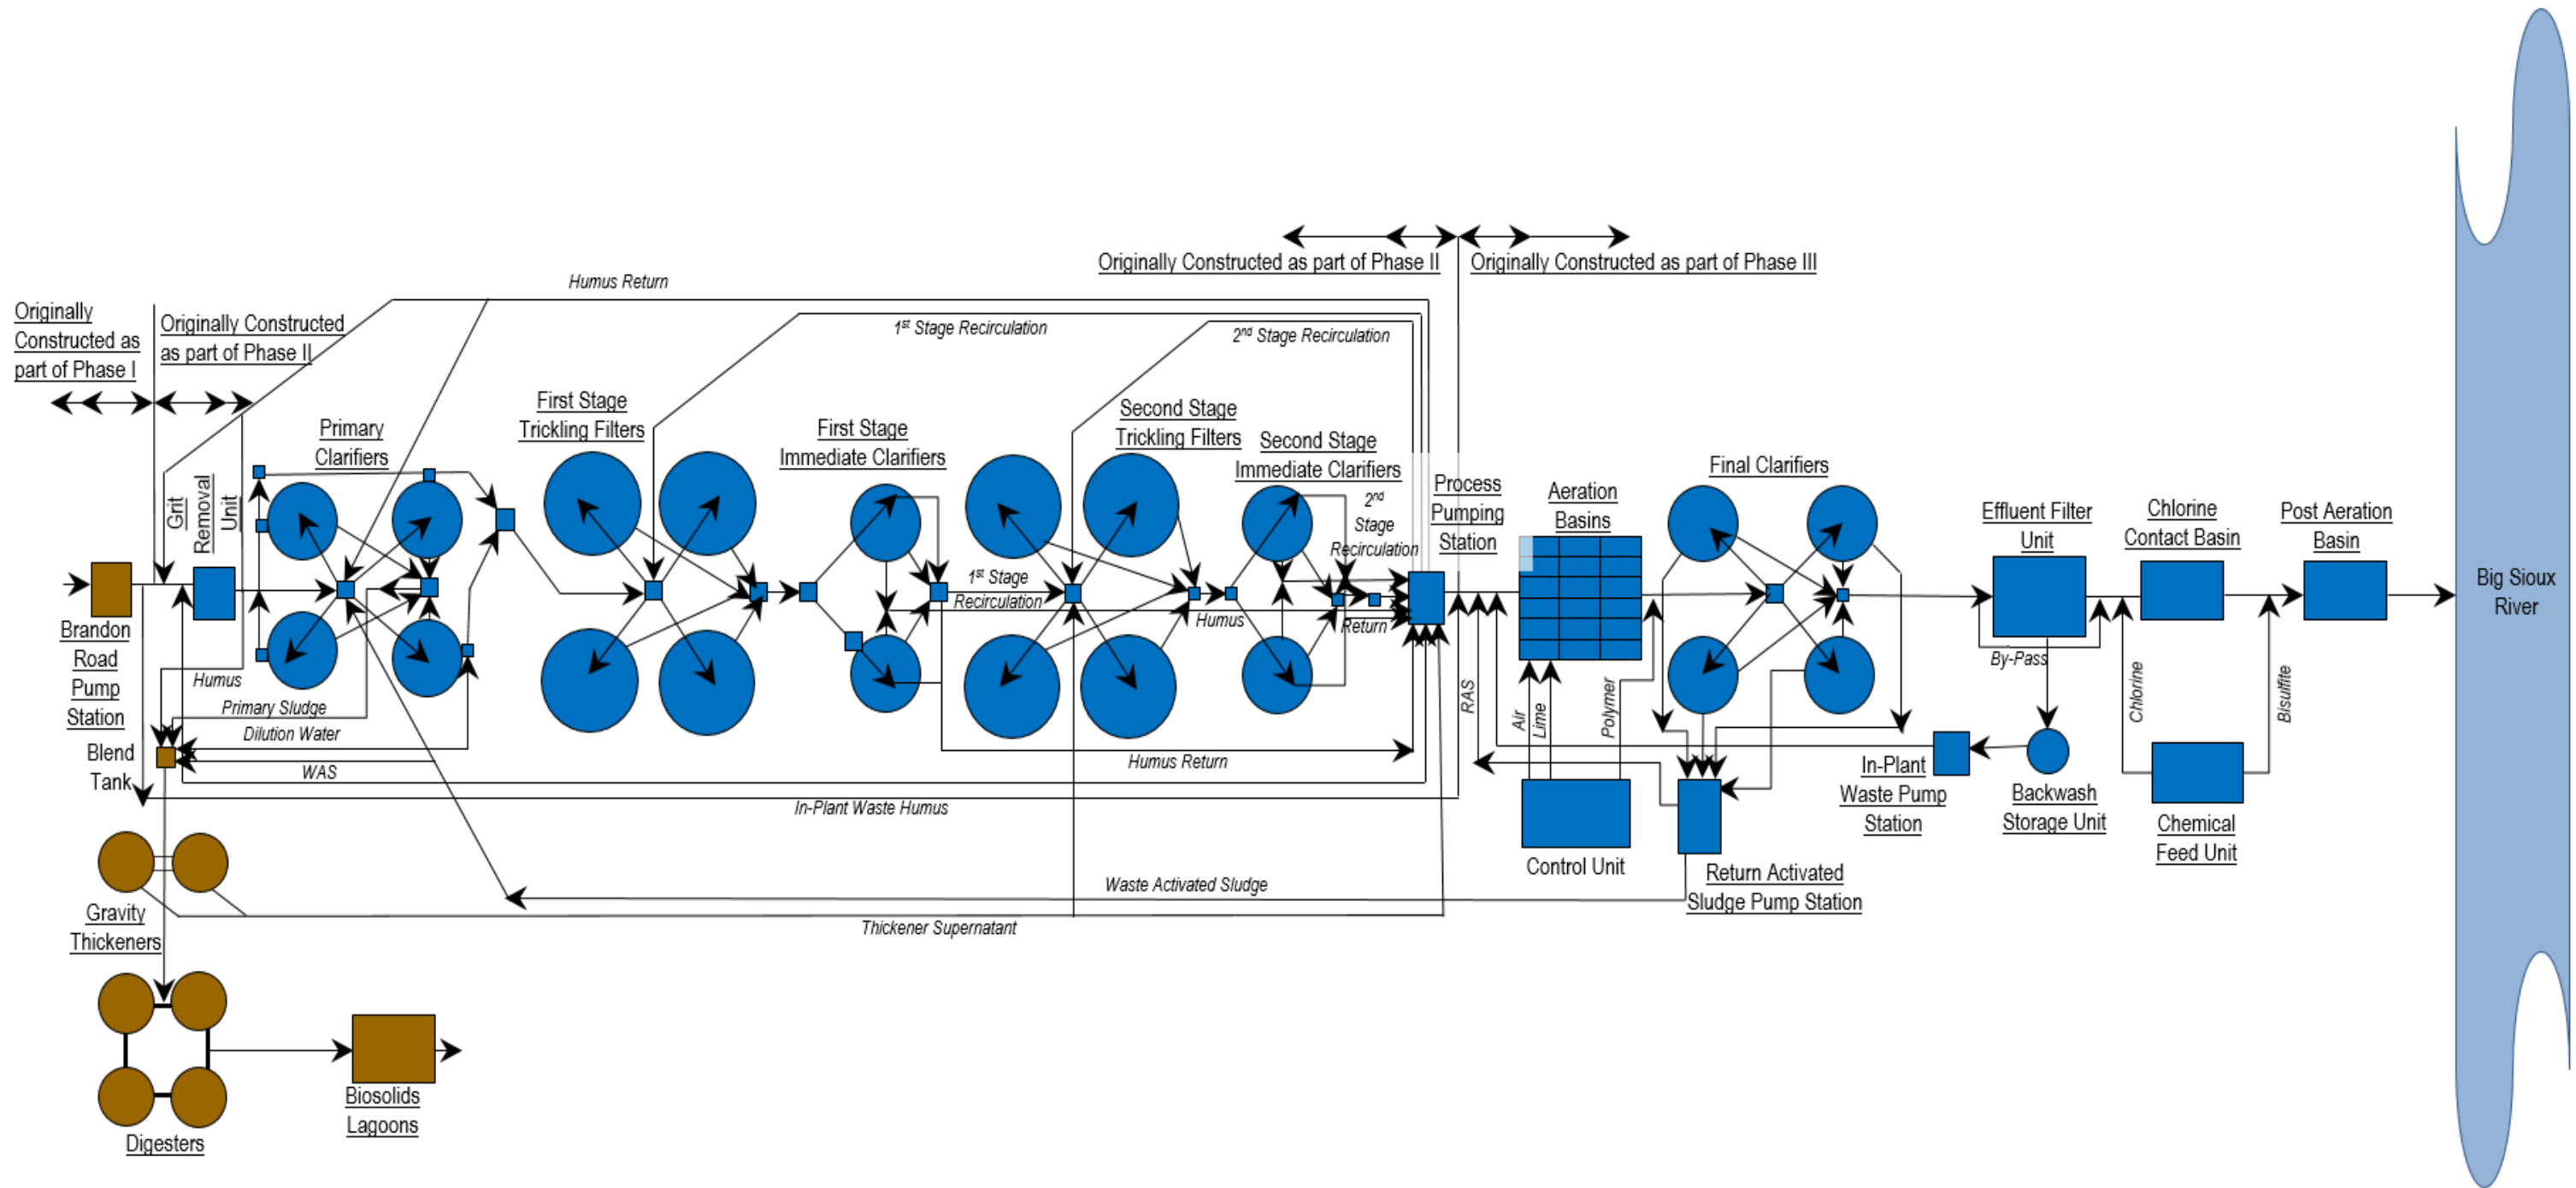 Originally Constructed as part of Phase II
Originally Constructed as part of Phase III
Humus Return
1st Stage Recirculation
2nd Stage Recirculation
Originally
Constructed as
part of Phase I
Originally Constructed
as part of Phase II
Grit
Removal
Unit
Primary
Clarifiers
First Stage
Trickling Filters
First Stage
Immediate Clarifiers
Second Stage
Trickling Filters
Second Stage
Immediate Clarifiers
2nd
Stage
Recirculation
Process
Pumping
Station
Aeration
Basins
Final Clarifiers
Effluent Filter
Unit
Chlorine
Contact Basin
Post Aeration
Basin
Big Sioux
River
1st Stage
Recirculation
Humus
Return
Brandon
Road
Pump
Station
Humus
Primary Sludge
Dilution Water
WAS
Blend
Tank
Humus Return
In-Plant Waste Humus
RAS
Air
Lime
Polymer
By-Pass
Chlorine
Bisulfite
In-Plant
Waste Pump
Station
Backwash
Storage Unit
Chemical
Feed Unit
Control Unit
Return Activated
Sludge Pump Station
Waste Activated Sludge
Thickener Supernatant
Gravity
Thickeners
Biosolids
Lagoons
Digesters